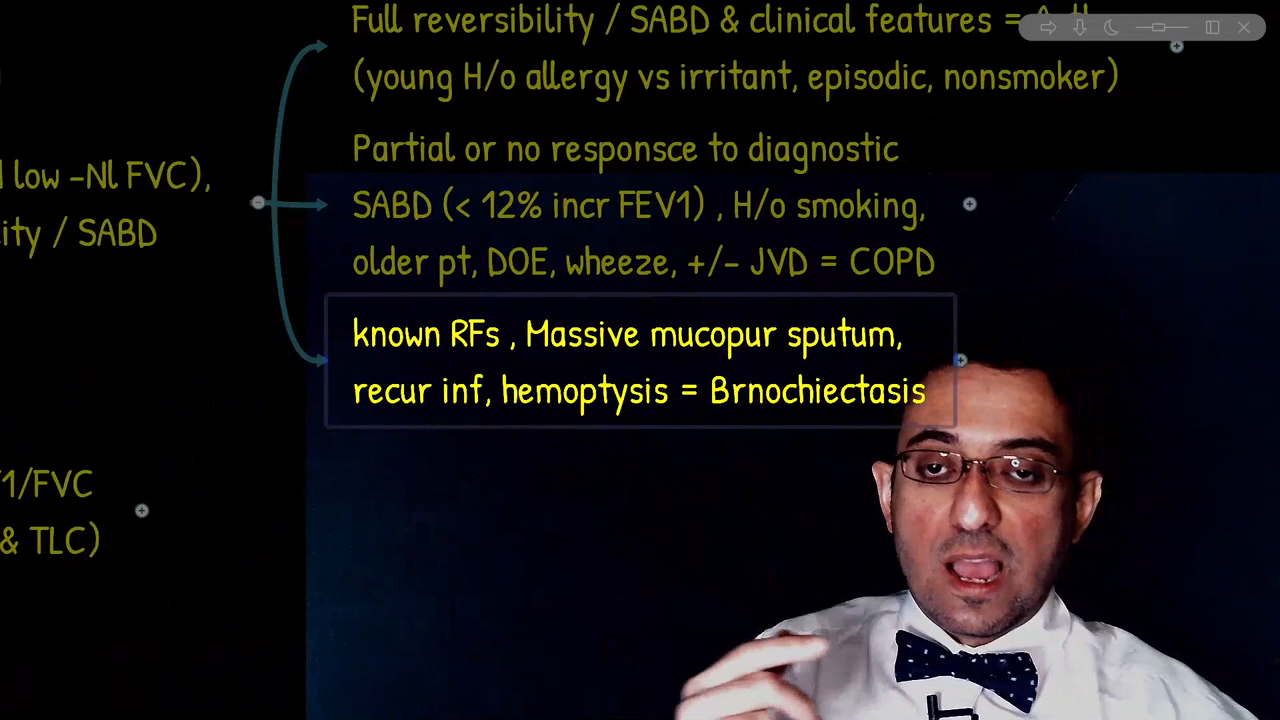 Full reversibility / SABD & clinical features =
(young H/o allergy vs irritant, episodic, nonsmoker)
Partial or no responsce to diagnostic
SABD (< 12% incr FEV1) , H/o smoking,
older pt, DOE, wheeze, +/- JVD = COPD
low -Nl FVC),
/ SABD
known RFs , Massive mucopur sputum,
recur inf, hemoptysis = Brnochiectasis
1/FVC
& TLC)